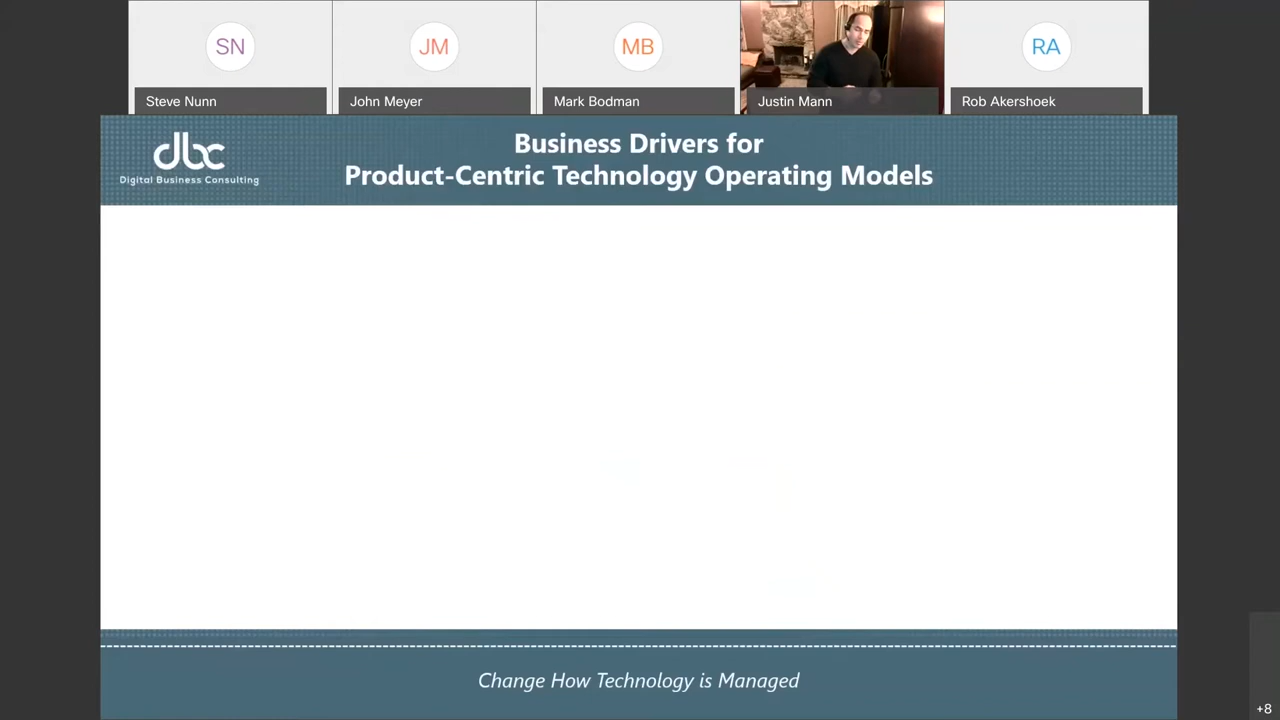 SN
JM
MB
RA
Steve Nunn
John Meyer
Mark Bodman
Justin Mann
Rob Akershoek
dbc
Digital Business Consulting
Business Drivers for
Product-Centric Technology Operating Models
Change How Technology is Managed
+8